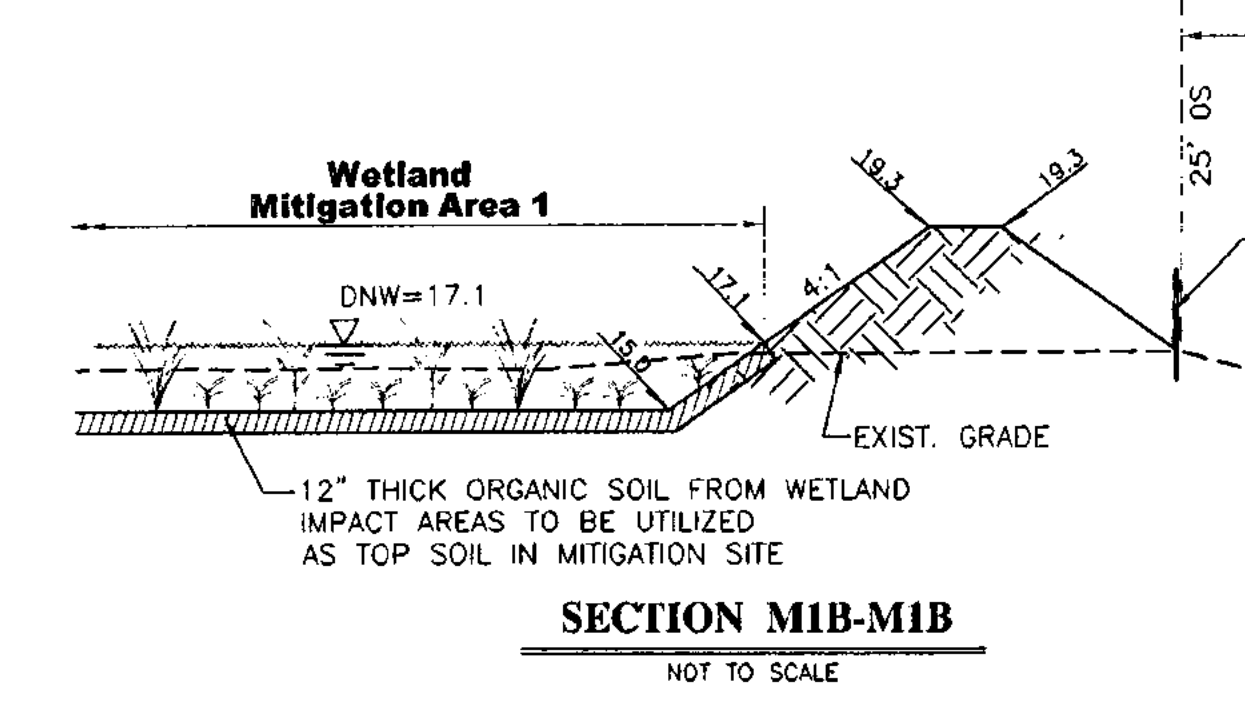 25' OS
19.3
19.3
Wetland
Mitigation Area 1
4:1
17.1
DNW=17.1
EXIST. GRADE
12" THICK ORGANIC SOIL FROM WETLAND
IMPACT AREAS TO BE UTILIZED
AS TOP SOIL IN MITIGATION SITE
SECTION M1B-M1B
NOT TO SCALE